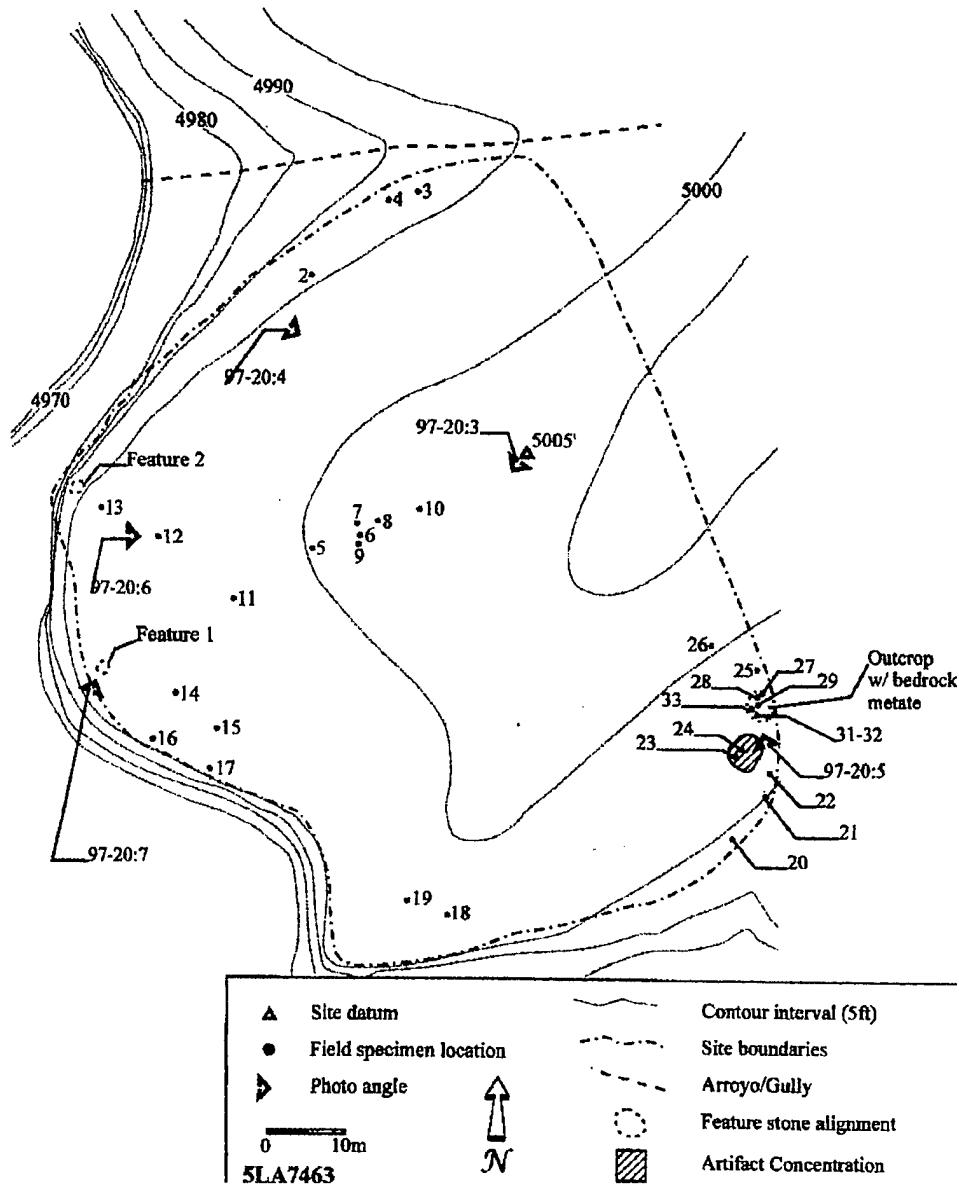 4990
4980
5000
3
4
2
97-20:4
4970
97-20:3
5005'
Feature 2
13
12
7
8
10
6
9
5
97-20:6
11
Feature 1
26
25
27
28
29
Outcrop
w/ bedrock
metate
33
31-32
14
15
16
17
24
23
97-20:5
22
21
20
97-20:7
19
18
Site datum
Contour interval (5ft)
Field specimen location
Site boundaries
Photo angle
Arroyo/Gully
Feature stone alignment
0 10m
N
5LA7463
Artifact Concentration